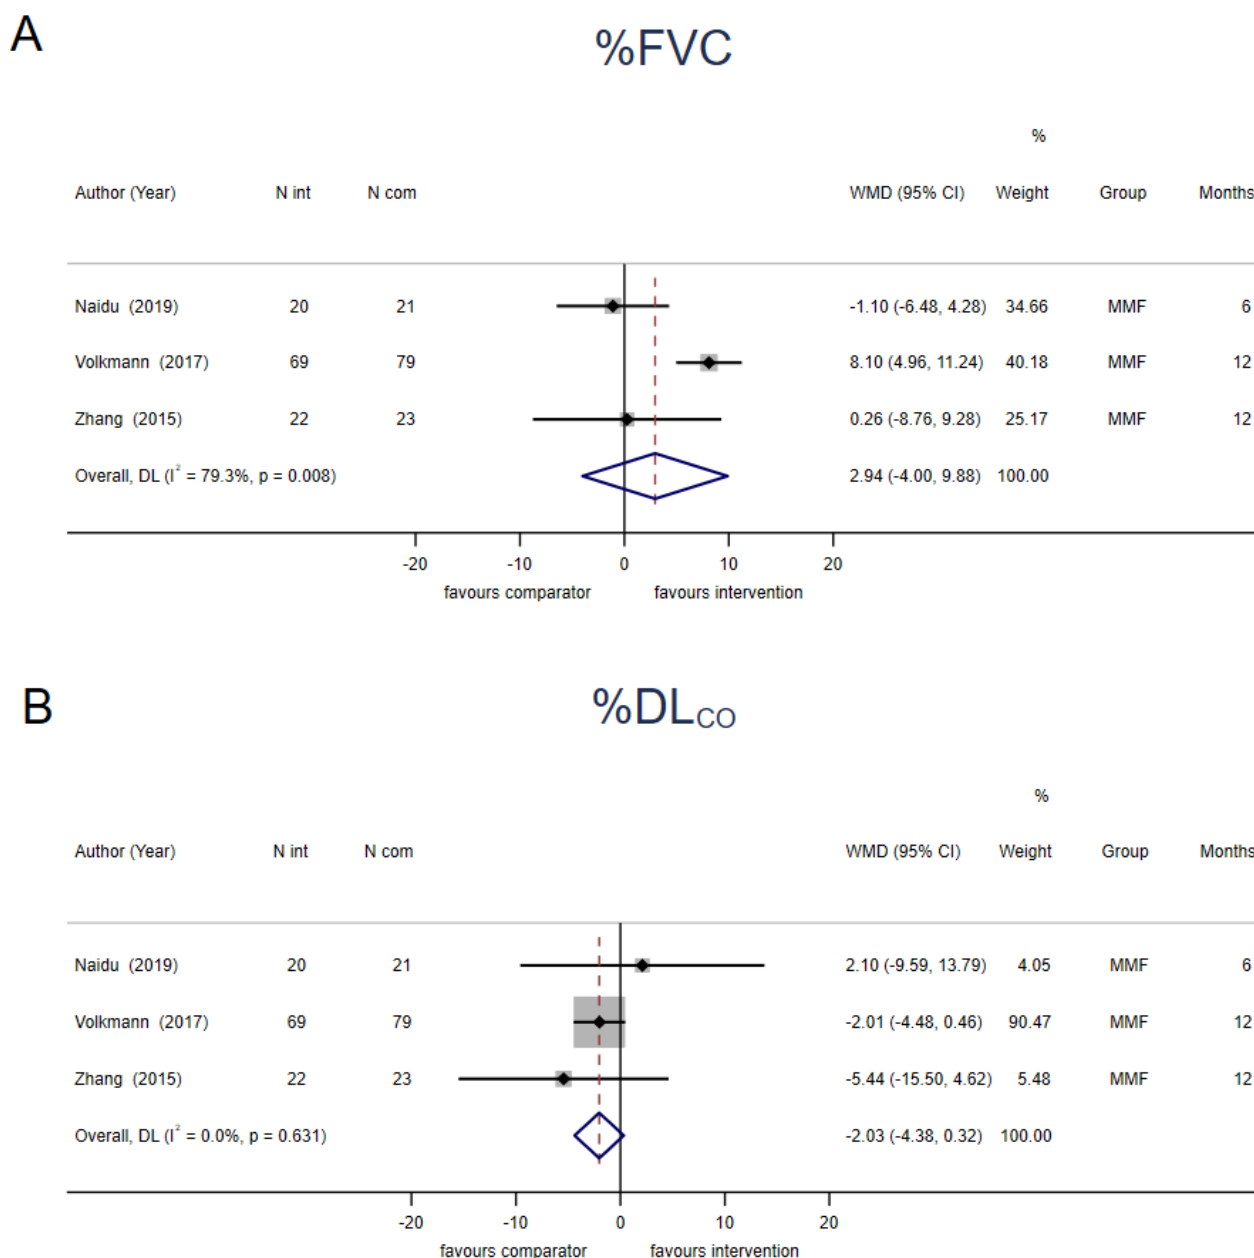 A
%FVC
%
Author (Year) N int N com WMD (95% CI) Weight Group Months
Naidu (2019) 20 21 -1.10 (-6.48, 4.28) 34.66 MMF 6
Volkmann (2017) 69 79 8.10 (4.96, 11.24) 40.18 MMF 12
Zhang (2015) 22 23 0.26 (-8.76, 9.28) 25.17 MMF 12
Overall, DL (I² = 79.3%, p = 0.008) 2.94 (-4.00, 9.88) 100.00
-20 -10 0 10 20
favours comparator favours intervention
B
%DLCO
%
Author (Year) N int N com WMD (95% CI) Weight Group Months
Naidu (2019) 20 21 2.10 (-9.59, 13.79) 4.05 MMF 6
Volkmann (2017) 69 79 -2.01 (-4.48, 0.46) 90.47 MMF 12
Zhang (2015) 22 23 -5.44 (-15.50, 4.62) 5.48 MMF 12
Overall, DL (I² = 0.0%, p = 0.631) -2.03 (-4.38, 0.32) 100.00
-20 -10 0 10 20
favours comparator favours intervention